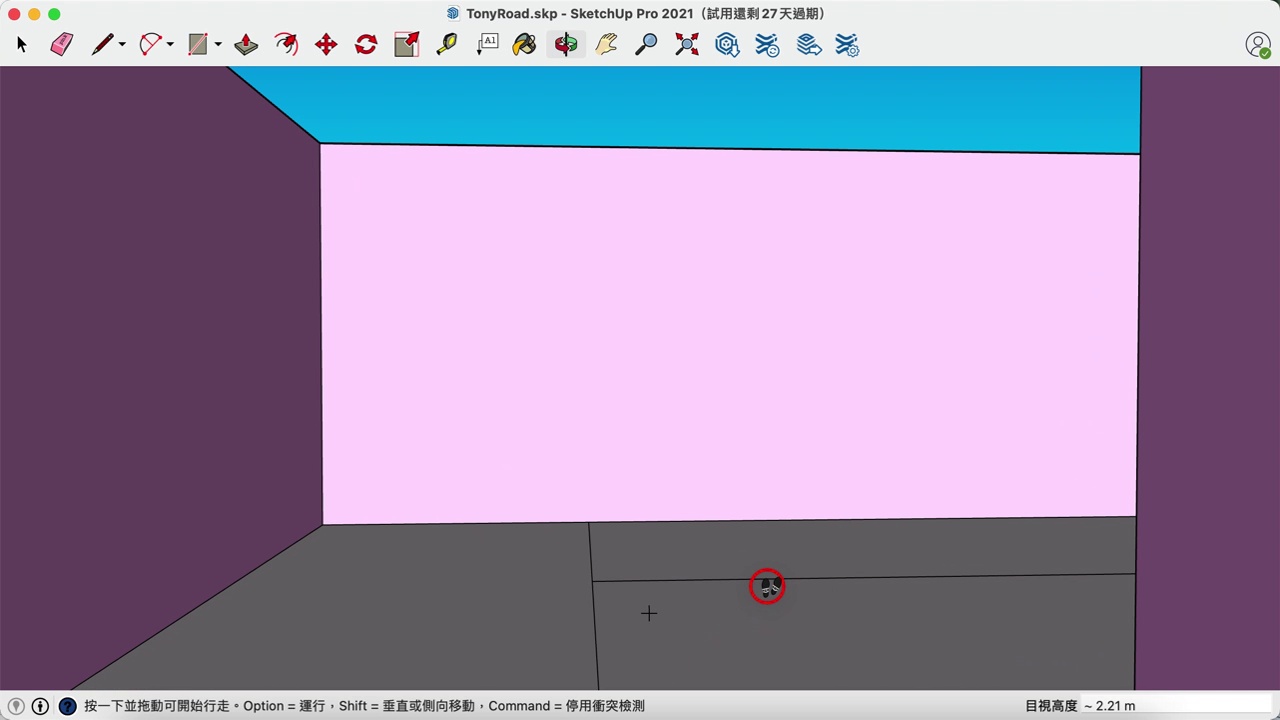 TonyRoad.skp - SketchUp Pro 2021（試用還剩 27 天過期）
A1
按一下並拖動可開始行走。Option = 運行，Shift = 垂直或側向移動，Command = 停用衝突檢測
目視高度 ~ 2.21 m